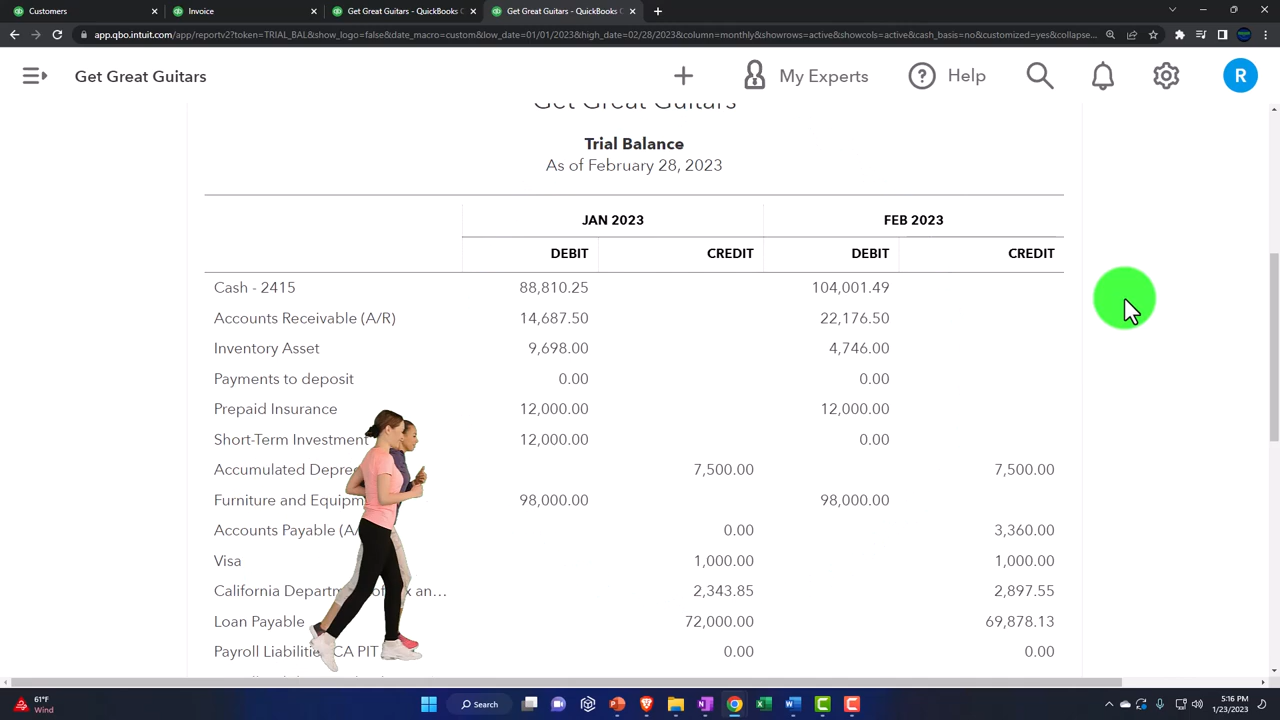 Customers
Invoice
Get Great Guitars - QuickBooks C
Get Great Guitars - QuickBooks C
app.qbo.intuit.com/app/reportv2?token=TRIAL_BAL&show_logo=false&date_macro=custom&low_date=01/01/2023&high_date=02/28/2023&column=monthly&showrows=active&showcols=active&cash_basis=no&customized=yes&collapse...
Get Great Guitars
My Experts
Help
R
Get Great Guitars
Trial Balance
As of February 28, 2023
JAN 2023 FEB 2023
DEBIT CREDIT DEBIT CREDIT
Cash - 2415 88,810.25 104,001.49
Accounts Receivable (A/R) 14,687.50 22,176.50
Inventory Asset 9,698.00 4,746.00
Payments to deposit 0.00 0.00
Prepaid Insurance 12,000.00 12,000.00
Short-Term Investment 12,000.00 0.00
Accumulated Depre 7,500.00 7,500.00
Furniture and Equipm 98,000.00 98,000.00
Accounts Payable (A/ 0.00 3,360.00
Visa 1,000.00 1,000.00
California Departm of x an... 2,343.85 2,897.55
Loan Payable 72,000.00 69,878.13
Payroll Liabilitie CA PIT 0.00 0.00
61°F
Wind
Search
5:16 PM
1/23/2023